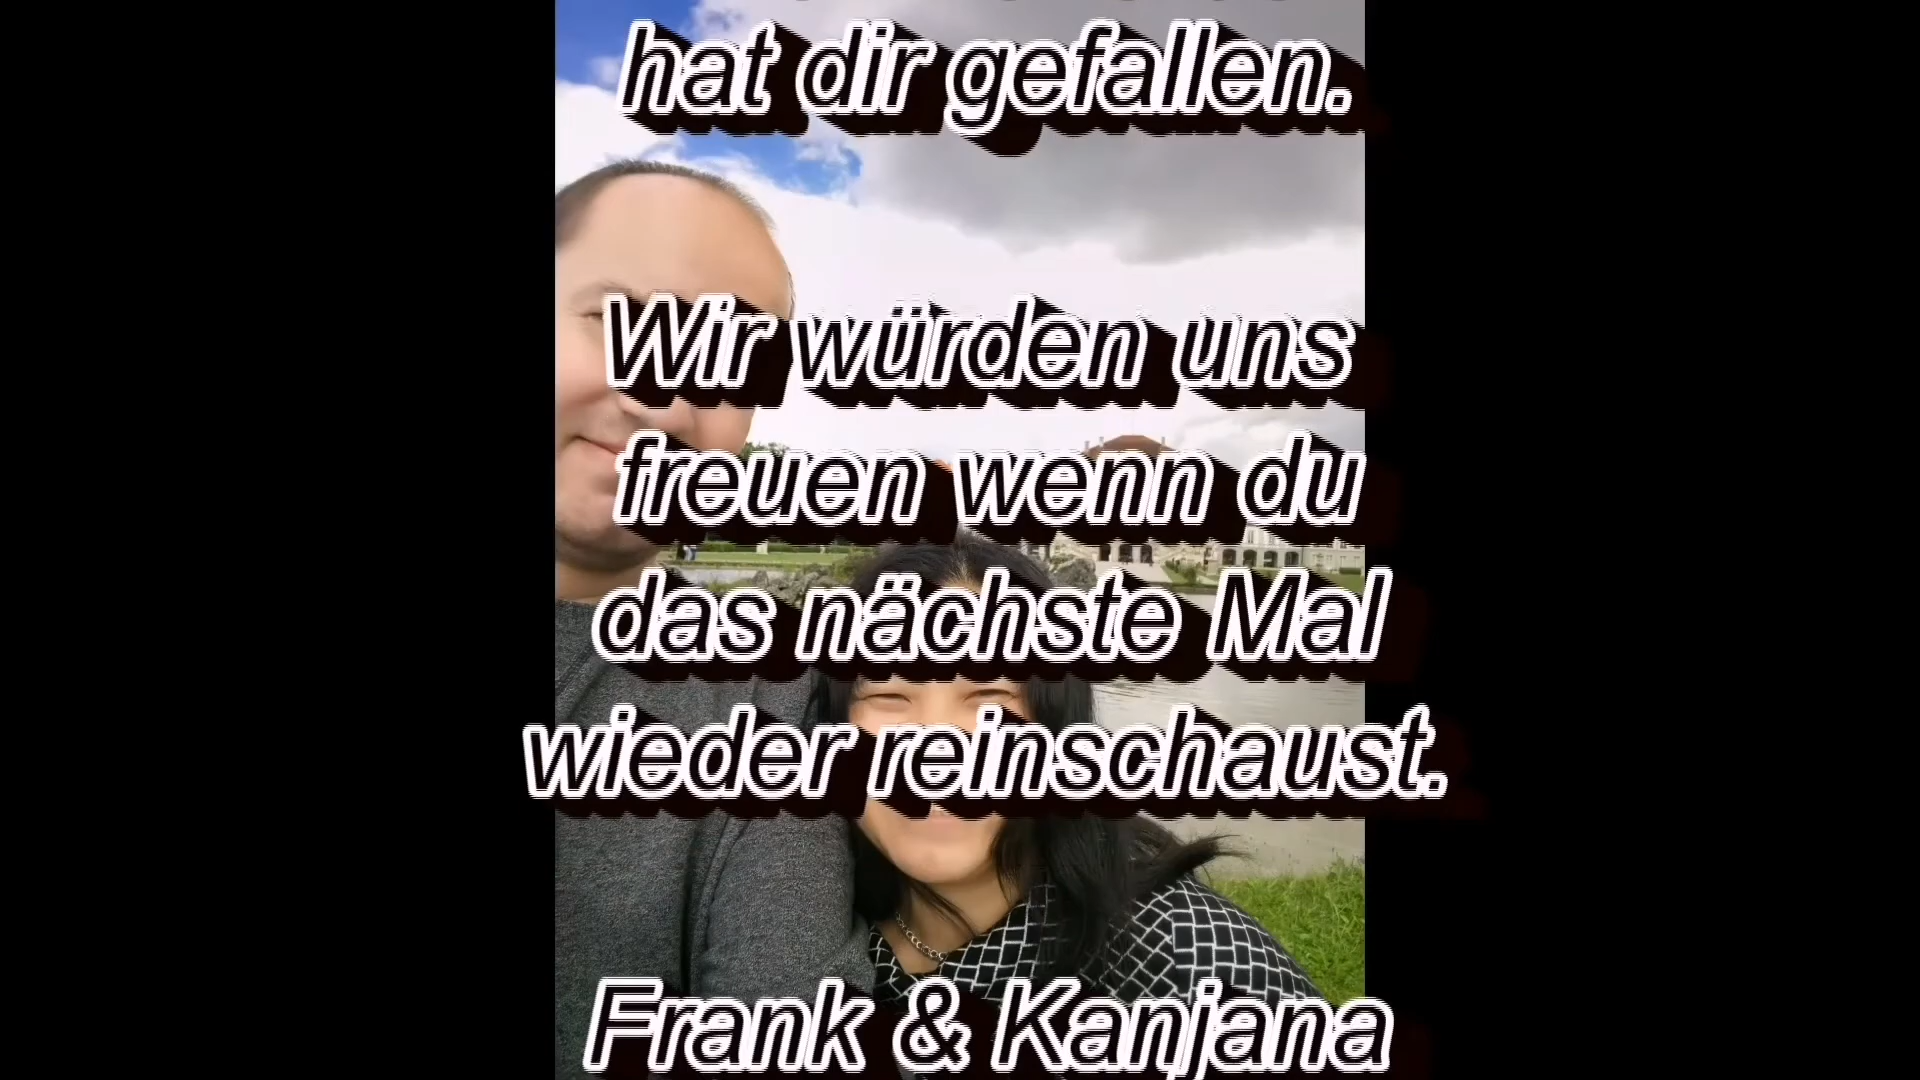 hat dir gefallen.
Wir würden uns
freuen wenn du
das nächste Mal
wieder reinschaust.
Frank & Kanjana